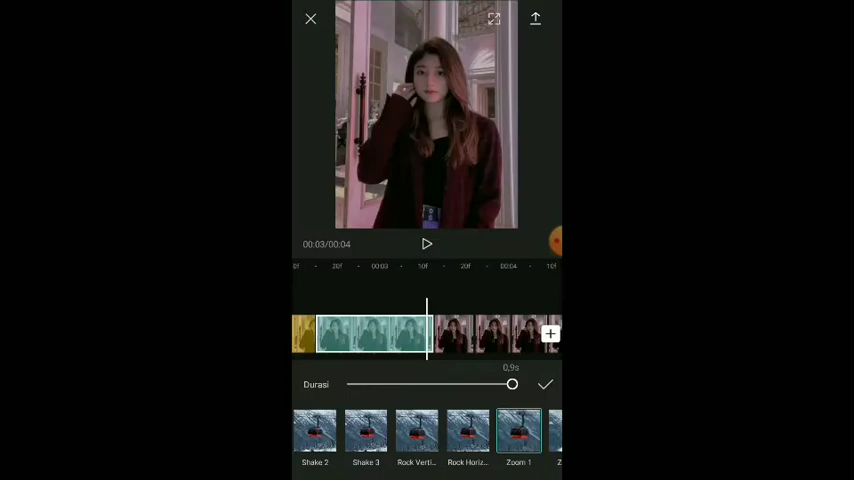 00:03/00:04
0f 20f 00:03 10f 20f 00:04 10f
0,9s
Durasi
Shake 2 Shake 3 Rock Verti... Rock Horiz... Zoom 1 Z